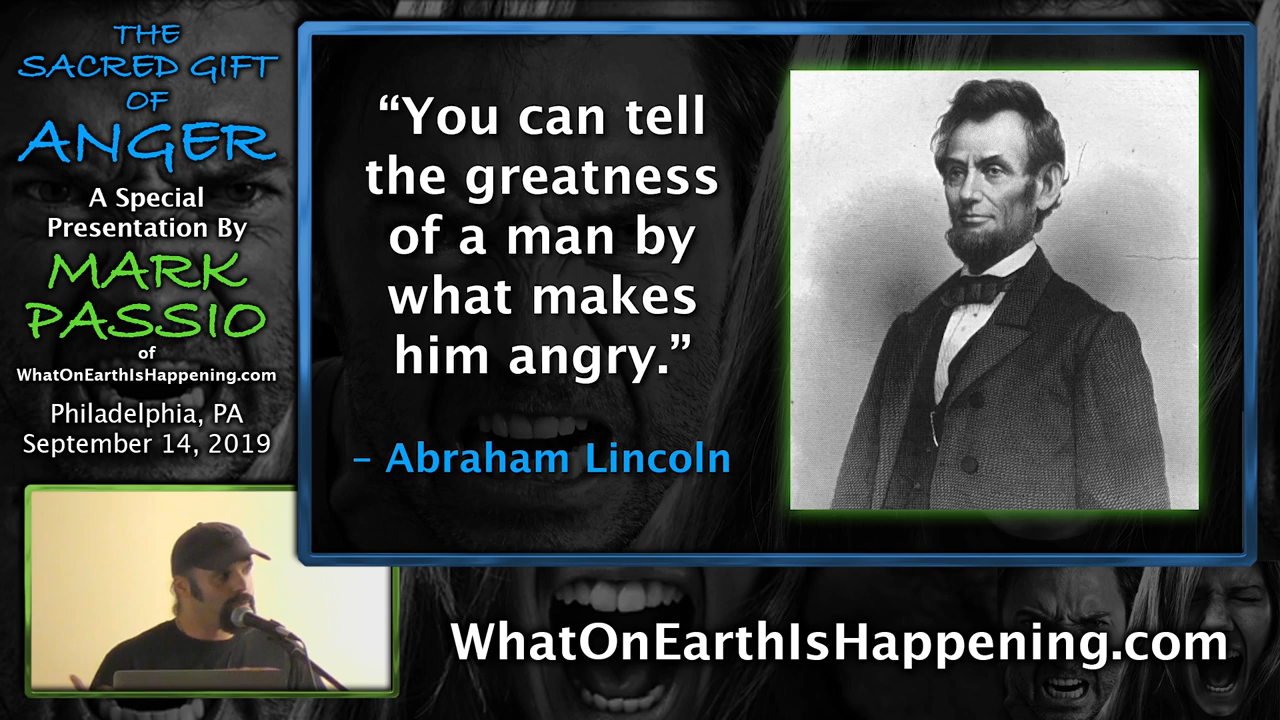 THE
SACRED GIFT
OF
ANGER
A Special
Presentation By
MARK
PASSIO
of
WhatOnEarthIsHappening.com
Philadelphia, PA
September 14, 2019
“You can tell
the greatness
of a man by
what makes
him angry.”
– Abraham Lincoln
WhatOnEarthIsHappening.com